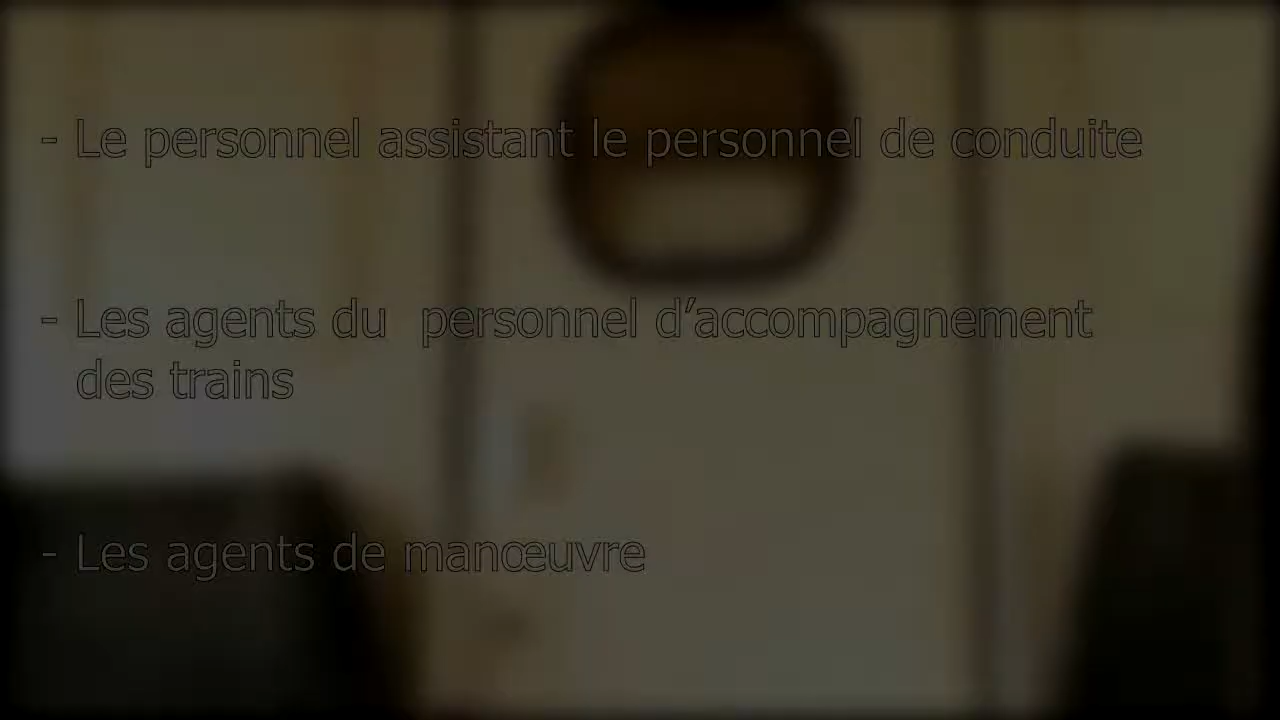 - Le personnel assistant le personnel de conduite
- Les agents du personnel d’accompagnement
des trains
- Les agents de manœuvre